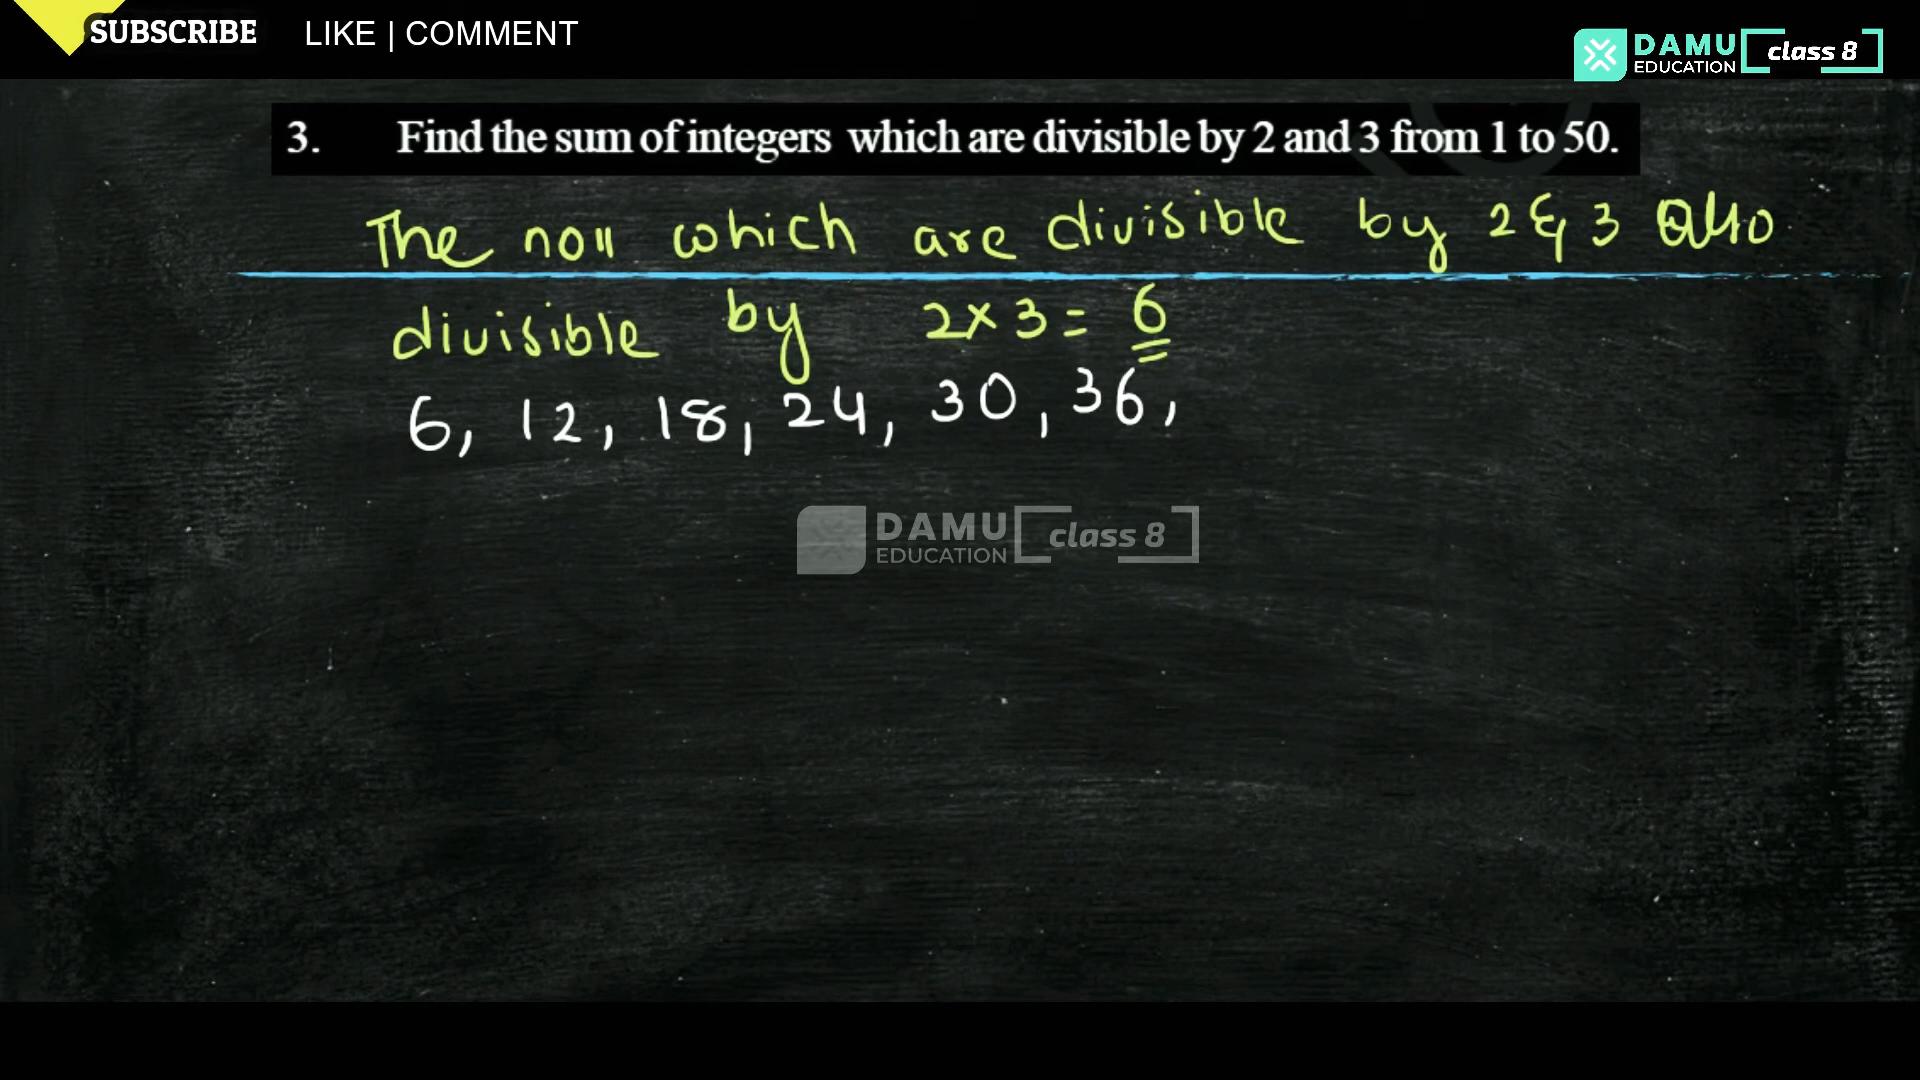 SUBSCRIBE LIKE | COMMENT
DAMU EDUCATION class 8
3. Find the sum of integers which are divisible by 2 and 3 from 1 to 50.
The no" which are divisible by 2 & 3
divisible by 2 × 3 = 6
6, 12, 18, 24, 30, 36,
DAMU EDUCATION class 8